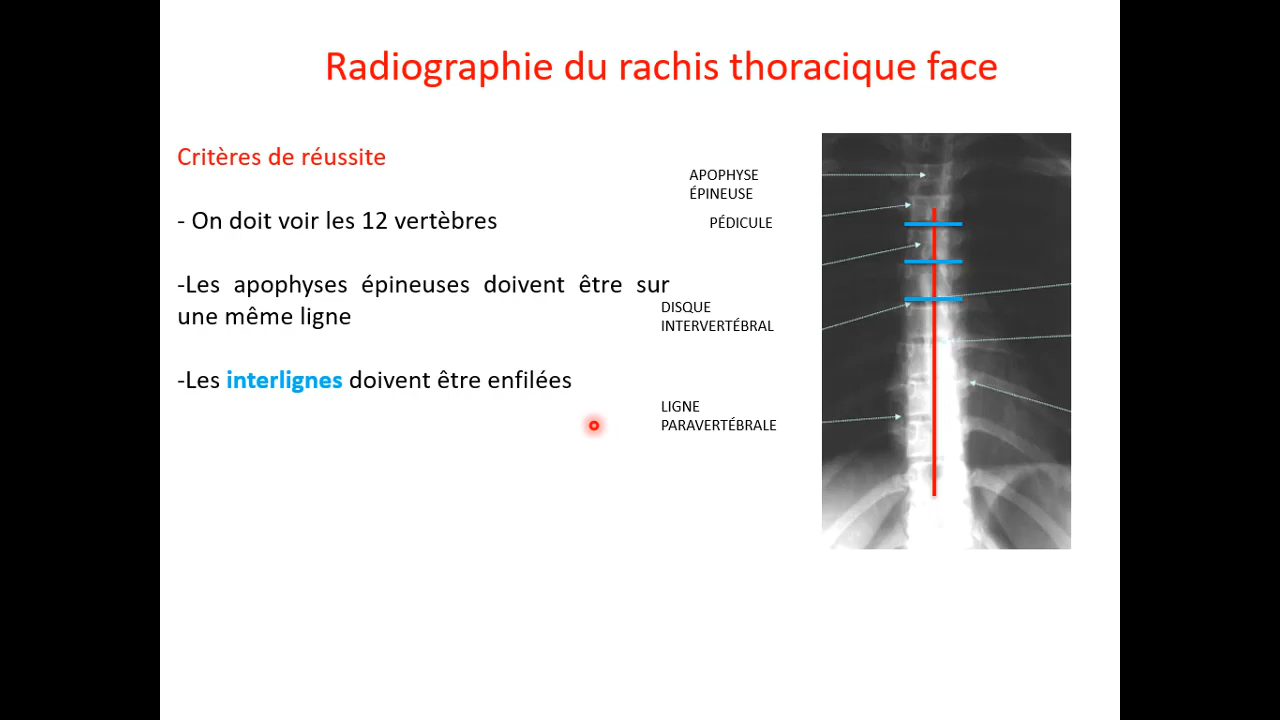 Radiographie du rachis thoracique face
Critères de réussite
- On doit voir les 12 vertèbres
-Les apophyses épineuses doivent être sur
une même ligne
-Les interlignes doivent être enfilées
APOPHYSE
ÉPINEUSE
PÉDICULE
DISQUE
INTERVERTÉBRAL
LIGNE
PARAVERTÉBRALE